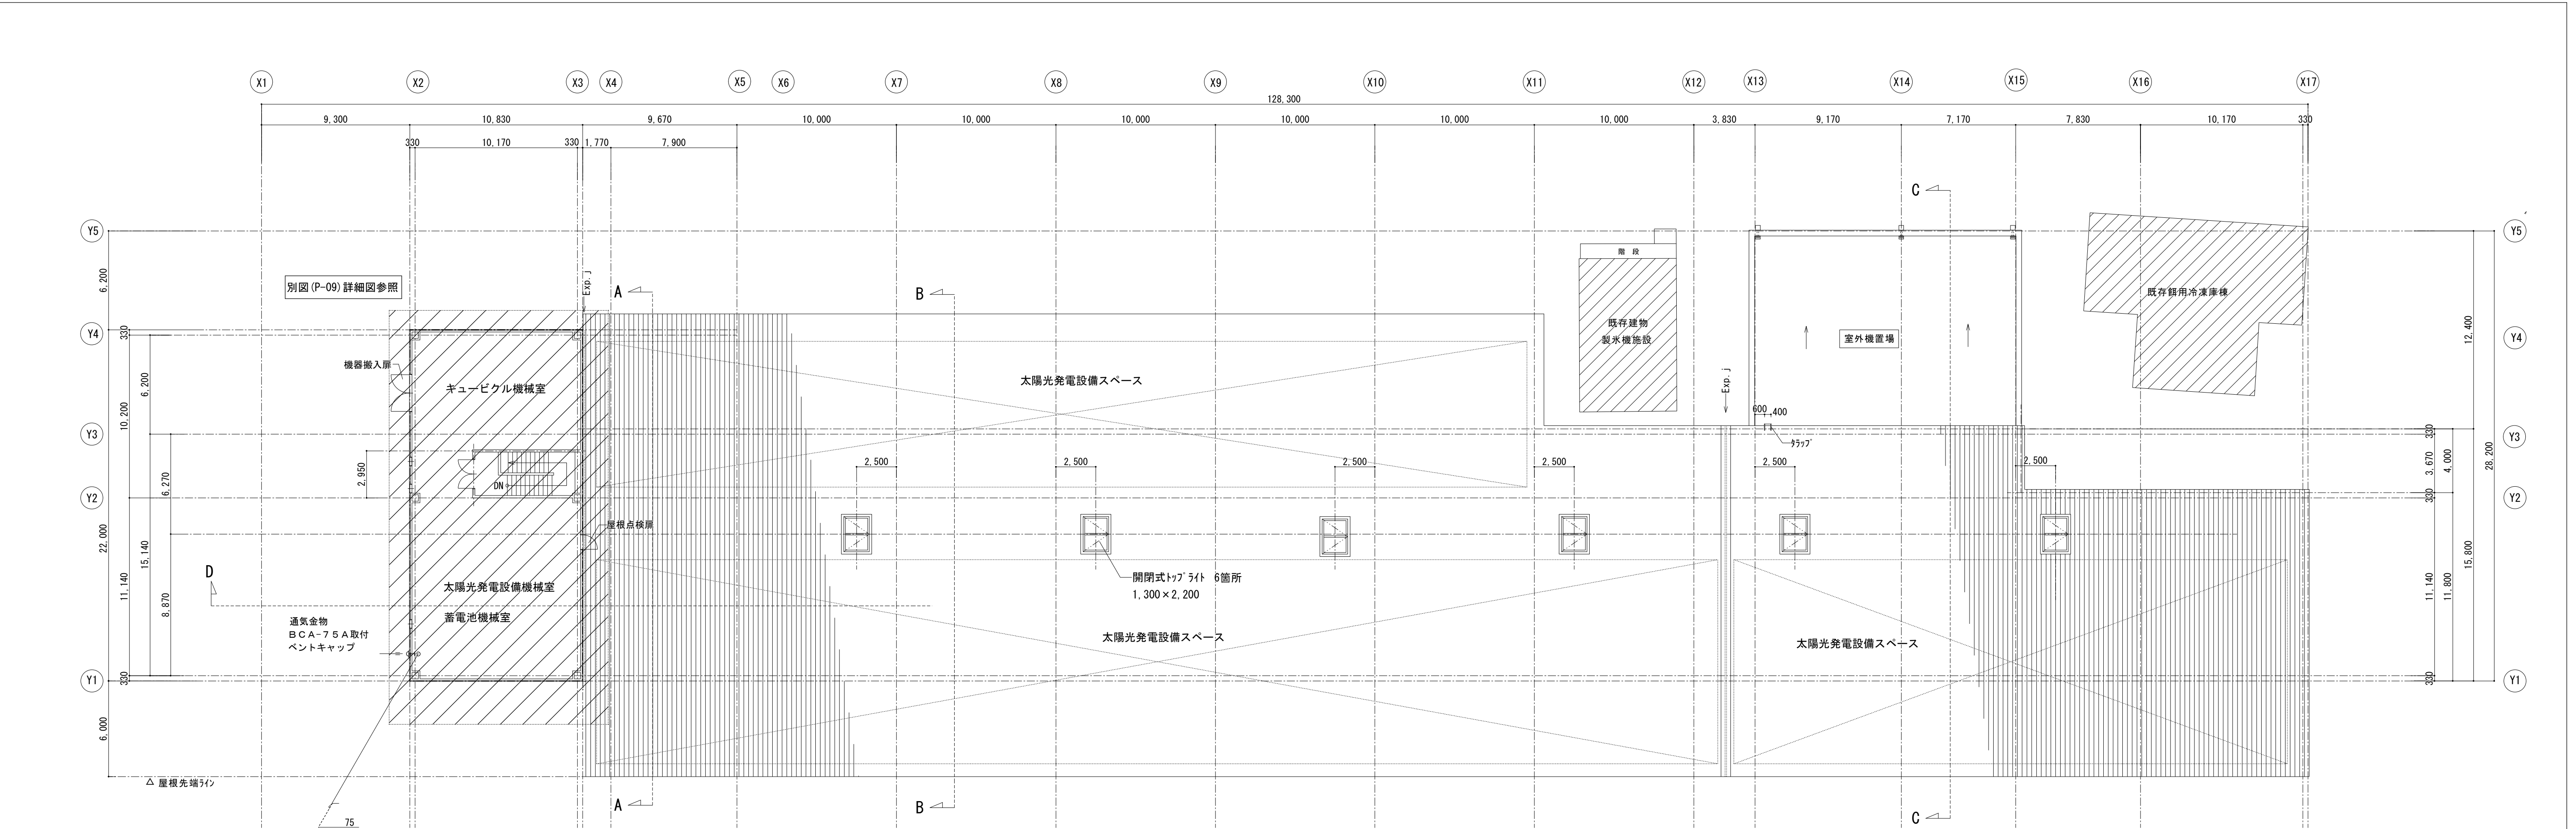 X1 X2 X3 X4 X5 X6 X7 X8 X9 X10 X11 X12 X13 X14 X15 X16 X17
128,300
9,300 10,830 9,670 10,000 10,000 10,000 10,000 10,000 10,000 3,830 9,170 7,170 7,830 10,170 330
330 10,170 330 1,770 7,900
C
Y5
Y5
6,200
別図(P-09)詳細図参照
Exp.j
A
B
階 段
既存餌用冷凍庫棟
既存建物
製氷機施設
室外機置場
12,400
Y4
Y4
330
機器搬入扉
キュービクル機械室
太陽光発電設備スペース
Exp.j
6,200
10,200
600 400
タラップ
Y3
Y3
330
2,950
6,270
DN
2,500
2,500
2,500
2,500
2,500
2,500
3,670
4,000
28,200
Y2
Y2
330
屋根点検扉
22,000
15,140
D
11,140
8,870
開閉式トップライト 6箇所
1,300×2,200
太陽光発電設備機械室
蓄電池機械室
通気金物
BCA-75A取付
ベントキャップ
太陽光発電設備スペース
太陽光発電設備スペース
11,140
11,800
15,800
Y1
Y1
330
330
6,000
△ 屋根先端ライン
A
B
C
75